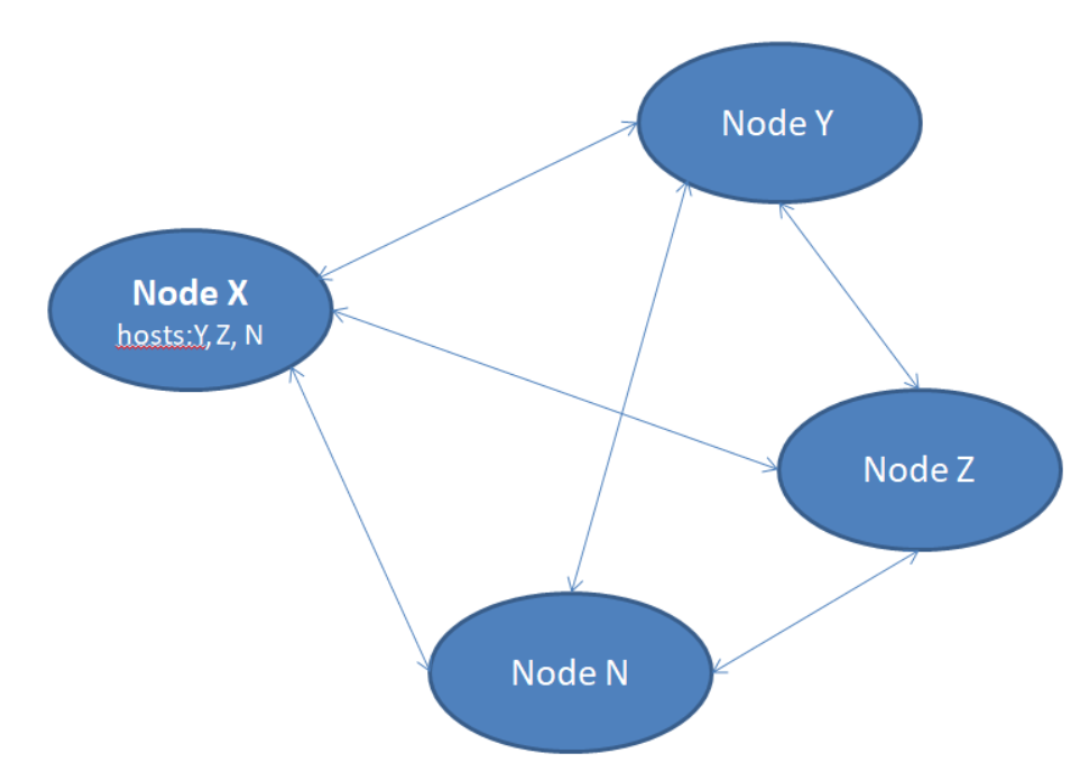 Node Y
Node X
hosts:Y, Z, N
Node Z
Node N